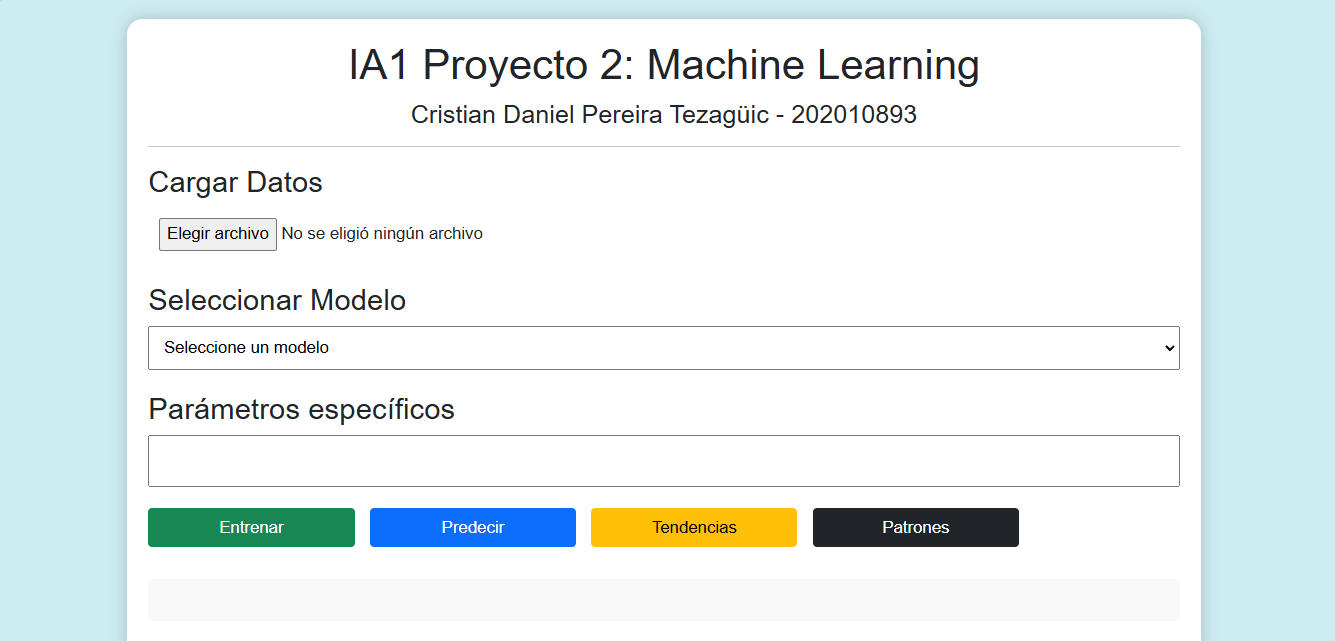 IA1 Proyecto 2: Machine Learning
Cristian Daniel Pereira Tezagüic - 202010893
Cargar Datos
Elegir archivo No se eligió ningún archivo
Seleccionar Modelo
Seleccione un modelo
Parámetros específicos
Entrenar Predecir Tendencias Patrones